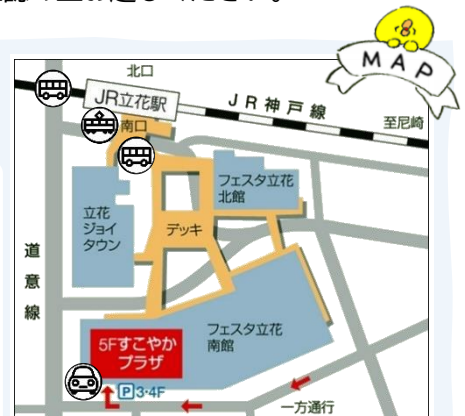 MAP
北口
JR立花駅
JR神戸線
至尼崎
南口
フェスタ立花
北館
立花
ジョイ
タウン
デッキ
道意線
フェスタ立花
南館
5Fすこやか
プラザ
P3・4F
一方通行